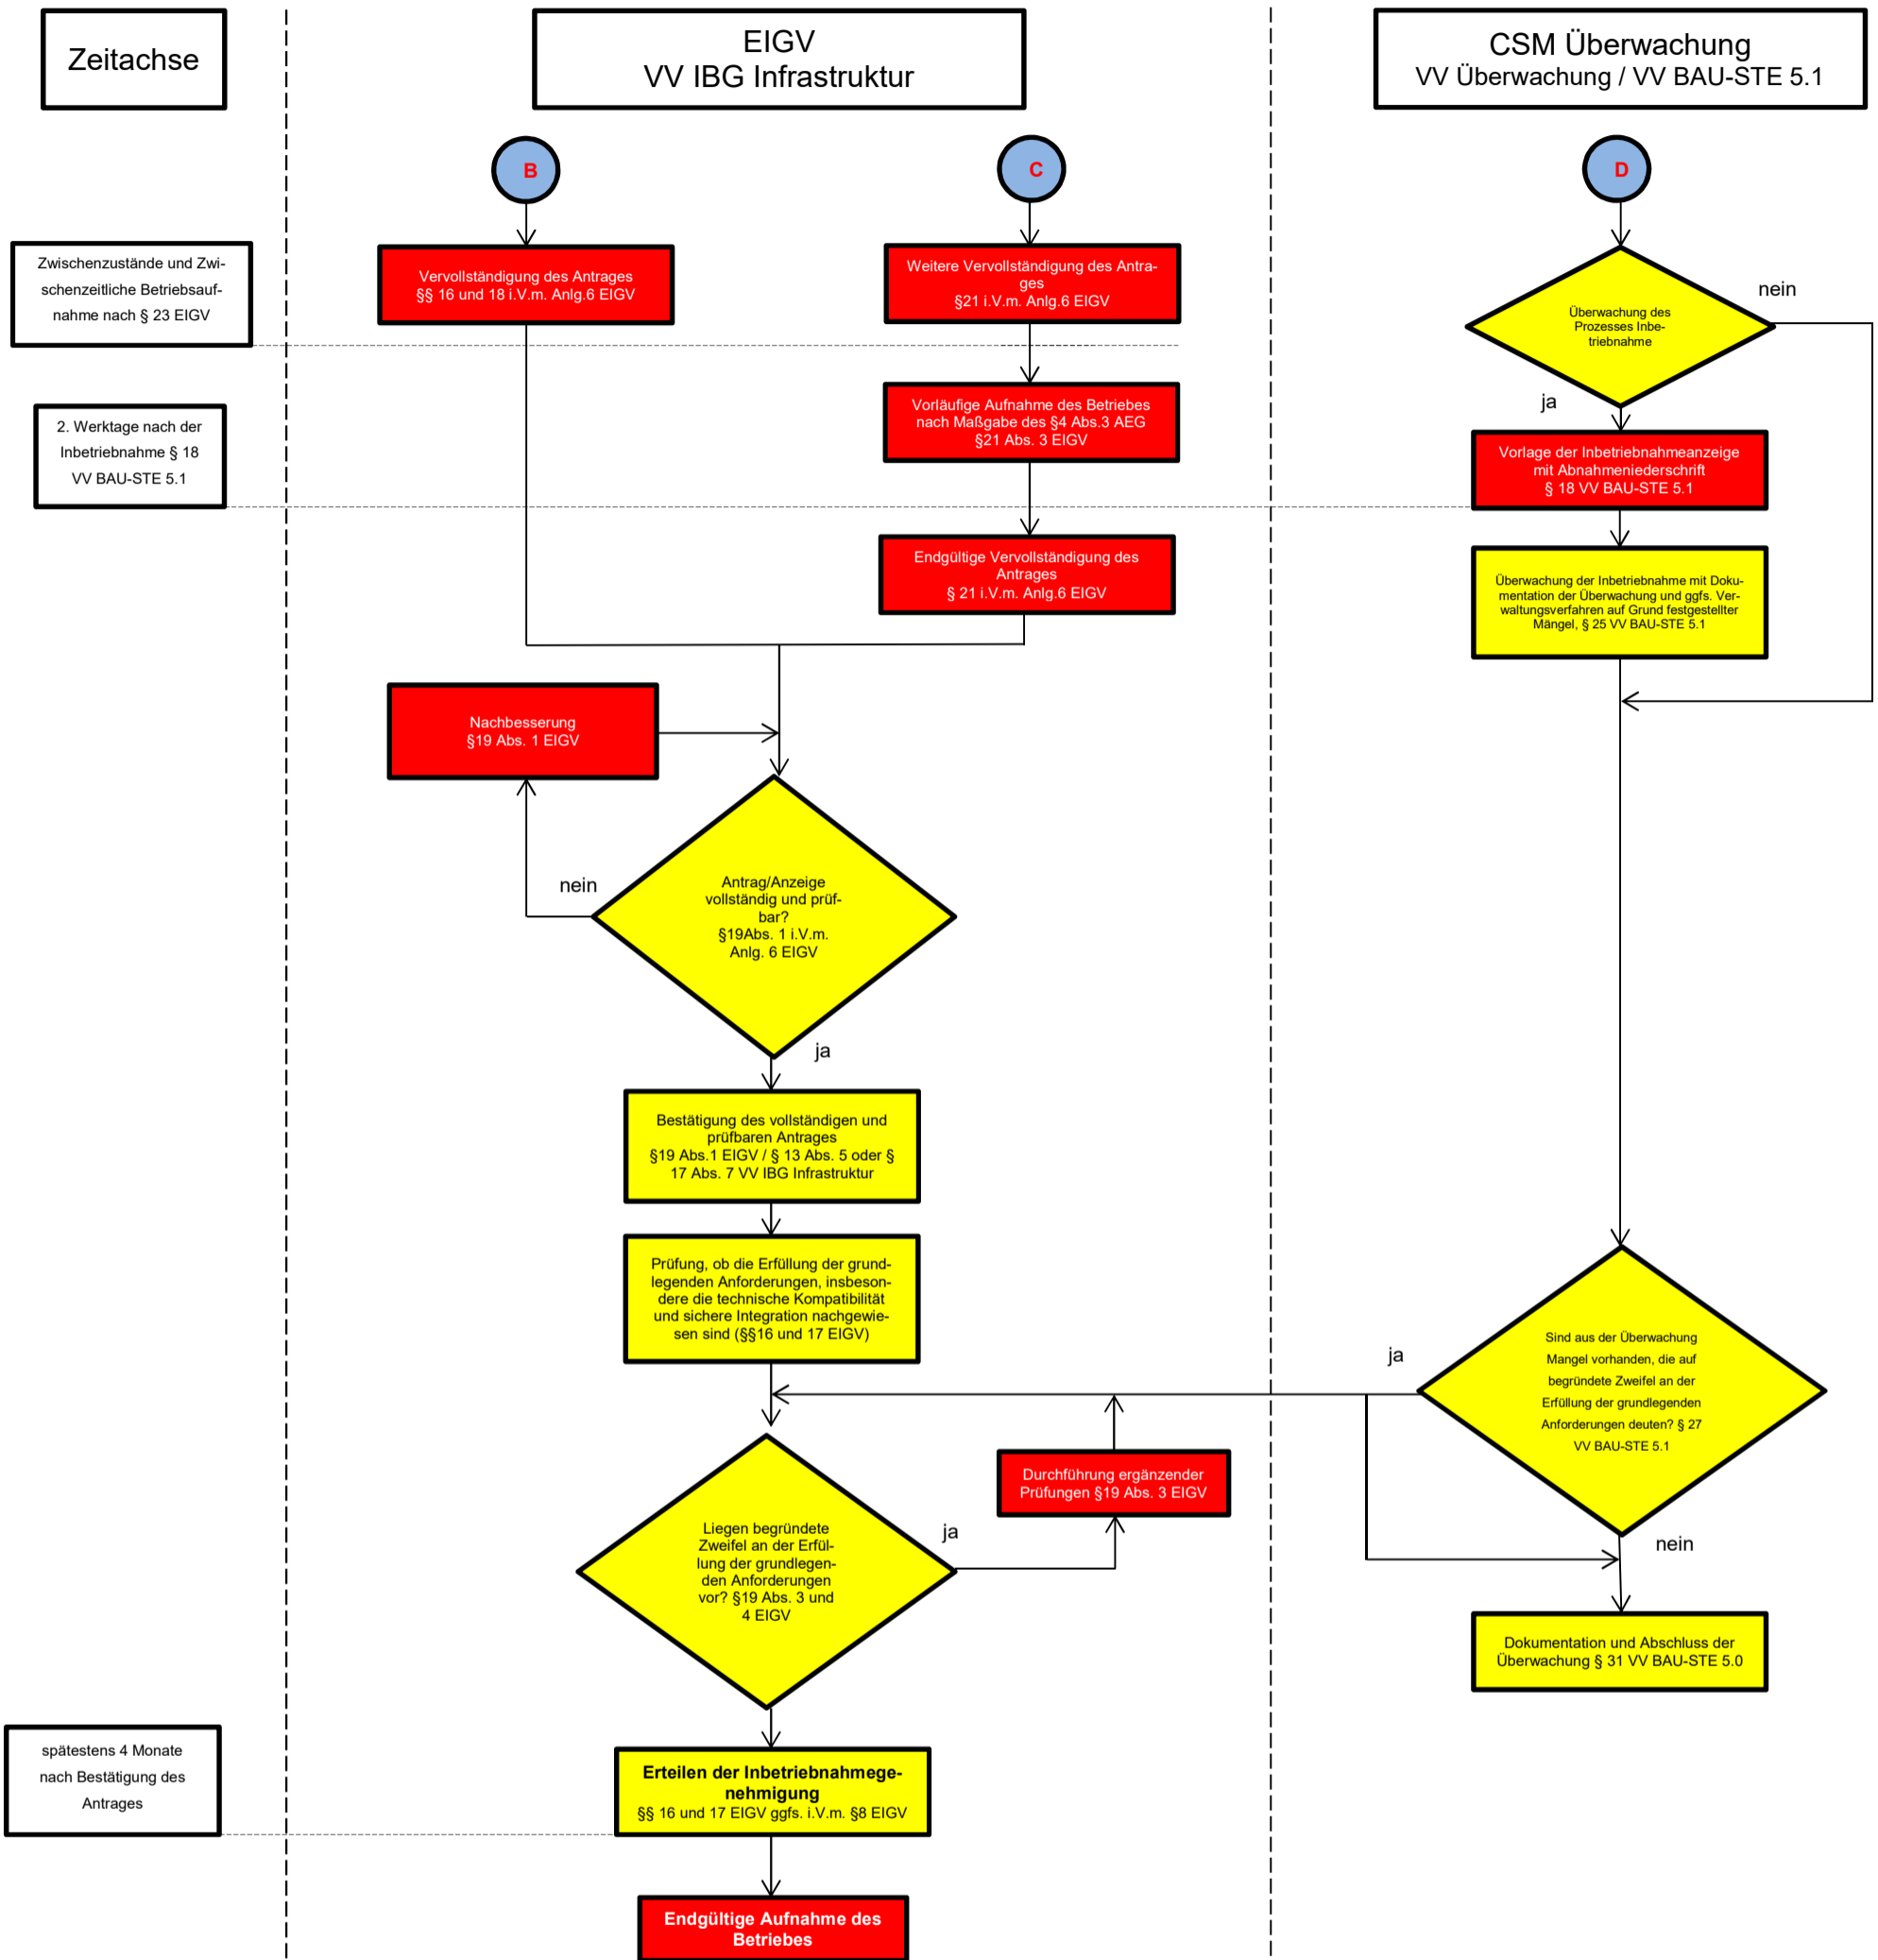 Zeitachse
EIGV
VV IBG Infrastruktur
CSM Überwachung
VV Überwachung / VV BAU-STE 5.1
B
C
D
Zwischenzustände und Zwi-
schenzeitliche Betriebsauf-
nahme nach § 23 EIGV
Vervollständigung des Antrages
§§ 16 und 18 i.V.m. Anlg.6 EIGV
Weitere Vervollständigung des Antra-
ges
§21 i.V.m. Anlg.6 EIGV
Überwachung des
Prozesses Inbe-
triebnahme
nein
ja
2. Werktage nach der
Inbetriebnahme § 18
VV BAU-STE 5.1
Vorläufige Aufnahme des Betriebes
nach Maßgabe des §4 Abs.3 AEG
§21 Abs. 3 EIGV
Vorlage der Inbetriebnahmeanzeige
mit Abnahmeniederschrift
§ 18 VV BAU-STE 5.1
Endgültige Vervollständigung des
Antrages
§ 21 i.V.m. Anlg.6 EIGV
Überwachung der Inbetriebnahme mit Doku-
mentation der Überwachung und ggfs. Ver-
waltungsverfahren auf Grund festgestellter
Mängel, § 25 VV BAU-STE 5.1
Nachbesserung
§19 Abs. 1 EIGV
nein
Antrag/Anzeige
vollständig und prüf-
bar?
§19Abs. 1 i.V.m.
Anlg. 6 EIGV
ja
Bestätigung des vollständigen und
prüfbaren Antrages
§19 Abs.1 EIGV / § 13 Abs. 5 oder §
17 Abs. 7 VV IBG Infrastruktur
Prüfung, ob die Erfüllung der grund-
legenden Anforderungen, insbeson-
dere die technische Kompatibilität
und sichere Integration nachgewie-
sen sind (§§16 und 17 EIGV)
ja
Sind aus der Überwachung
Mangel vorhanden, die auf
begründete Zweifel an der
Erfüllung der grundlegenden
Anforderungen deuten? § 27
VV BAU-STE 5.1
nein
Durchführung ergänzender
Prüfungen §19 Abs. 3 EIGV
Liegen begründete
Zweifel an der Erfül-
lung der grundlegen-
den Anforderungen
vor? §19 Abs. 3 und
4 EIGV
ja
Dokumentation und Abschluss der
Überwachung § 31 VV BAU-STE 5.0
spätestens 4 Monate
nach Bestätigung des
Antrages
Erteilen der Inbetriebnahmege-
nehmigung
§§ 16 und 17 EIGV ggfs. i.V.m. §8 EIGV
Endgültige Aufnahme des
Betriebes